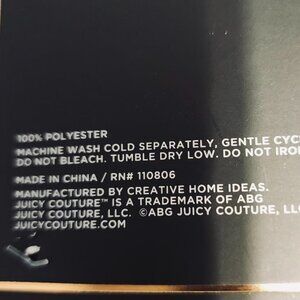 100% POLYESTER
MACHINE WASH COLD SEPARATELY, GENTLE CYC
DO NOT BLEACH. TUMBLE DRY LOW. DO NOT IRO
MADE IN CHINA / RN# 110806
MANUFACTURED BY CREATIVE HOME IDEAS.
JUICY COUTURE™ IS A TRADEMARK OF ABG
JUICY COUTURE, LLC. ©ABG JUICY COUTURE, LLC
JUICYCOUTURE.COM